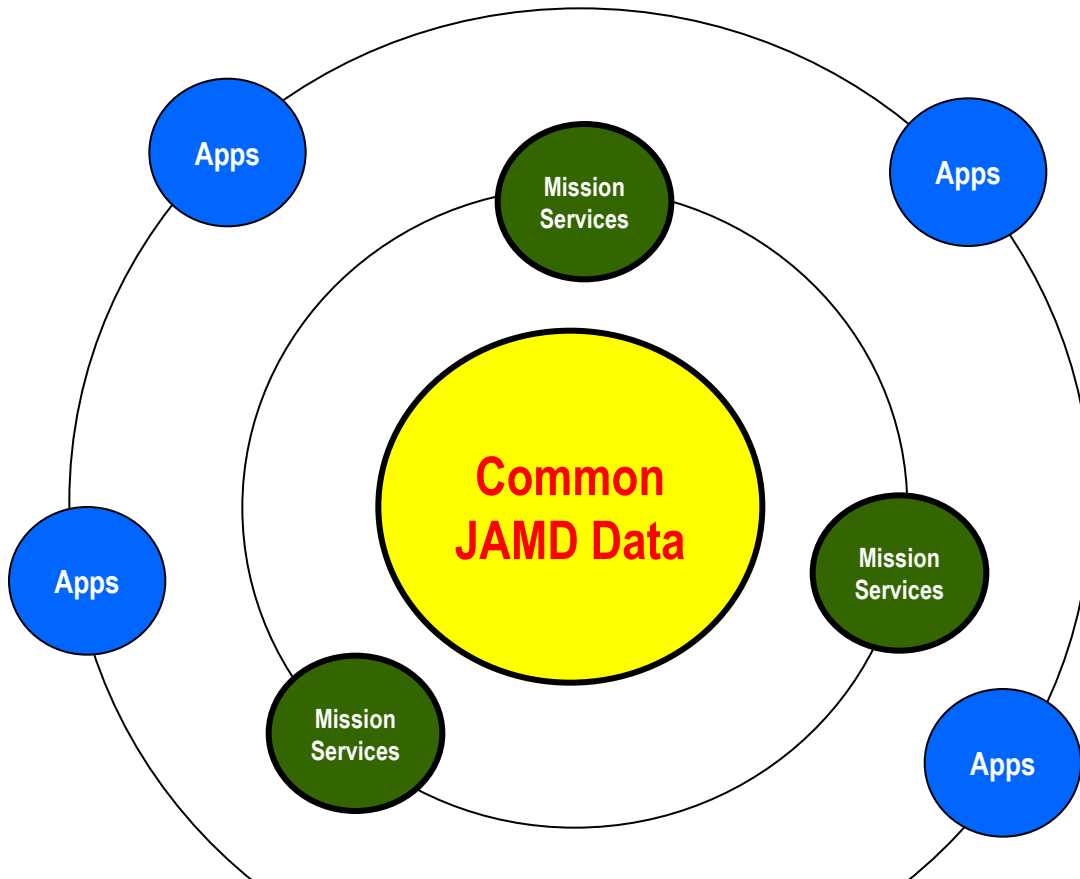 Apps
Apps
Mission
Services
Common
JAMD Data
Mission
Services
Apps
Mission
Services
Apps